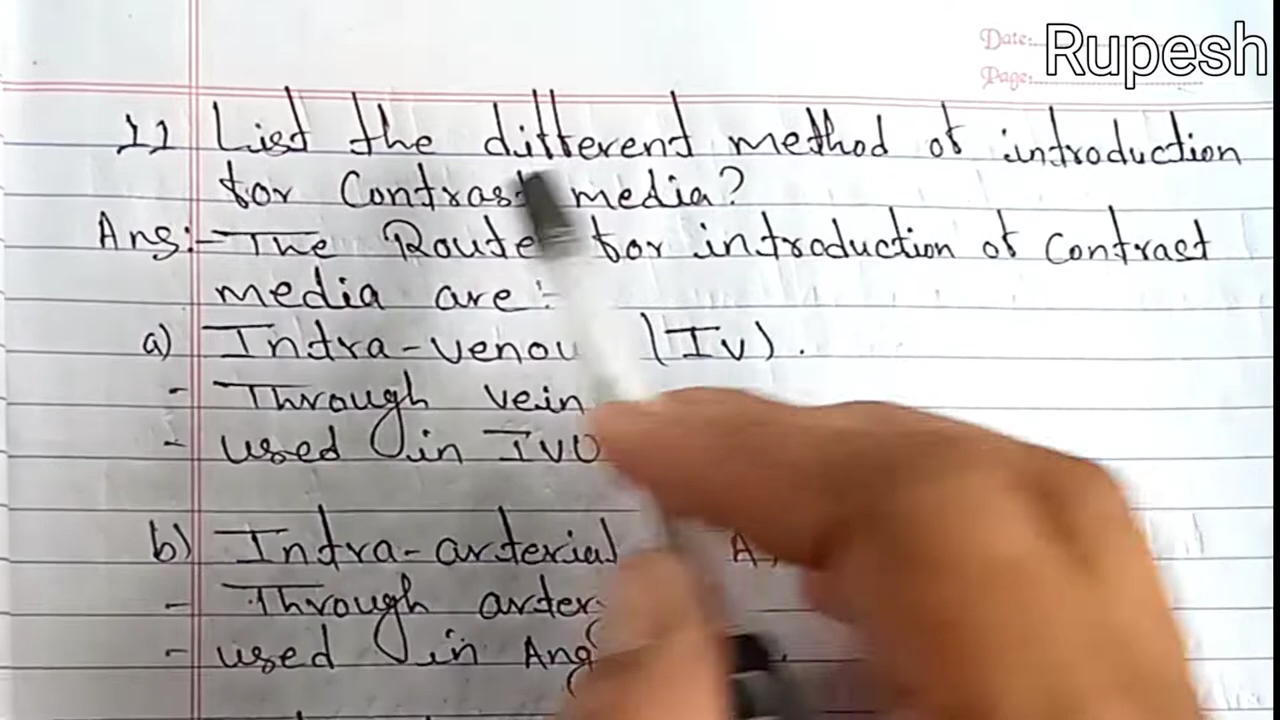 Date:
Rupesh
Page:
11 List the different method of introduction
for Contrast media?
Ans:- The Route for introduction of Contrast
media are:-
a) Intra-venou (IV).
- Through vein
- used in IVU
b) Intra-arterial A
- Through arter
- used in Ang